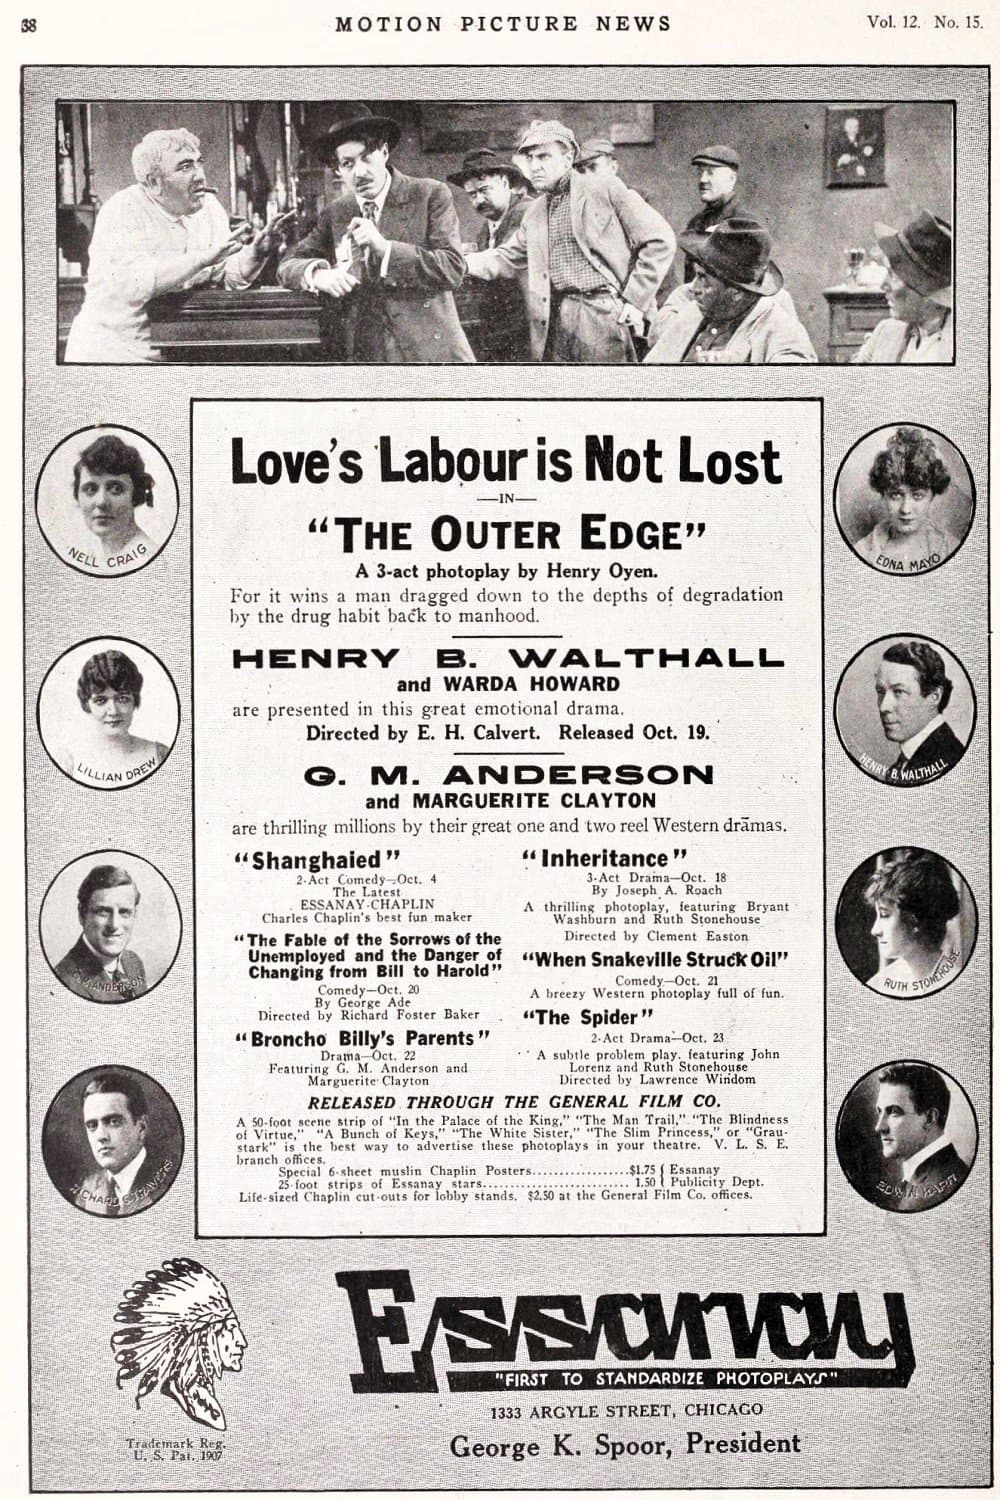 38
MOTION PICTURE NEWS
Vol. 12. No. 15.
Love's Labour is Not Lost
—IN—
"THE OUTER EDGE"
A 3-act photoplay by Henry Oyen.
For it wins a man dragged down to the depths of degradation
by the drug habit back to manhood.
HENRY B. WALTHALL
and WARDA HOWARD
are presented in this great emotional drama.
Directed by E. H. Calvert. Released Oct. 19.
G. M. ANDERSON
and MARGUERITE CLAYTON
are thrilling millions by their great one and two reel Western dramas.
"Shanghaied"
2-Act Comedy—Oct. 4
The Latest
ESSANAY-CHAPLIN
Charles Chaplin's best fun maker
"The Fable of the Sorrows of the
Unemployed and the Danger of
Changing from Bill to Harold"
Comedy—Oct. 20
By George Ade
Directed by Richard Foster Baker
"Broncho Billy's Parents"
Drama—Oct. 22
Featuring G. M. Anderson and
Marguerite Clayton
"Inheritance"
3-Act Drama—Oct. 18
By Joseph A. Roach
A thrilling photoplay, featuring Bryant
Washburn and Ruth Stonehouse
Directed by Clement Easton
"When Snakeville Struck Oil"
Comedy—Oct. 21
A breezy Western photoplay full of fun.
"The Spider"
2-Act Drama—Oct. 23
A subtle problem play. featuring John
Lorenz and Ruth Stonehouse
Directed by Lawrence Windom
RELEASED THROUGH THE GENERAL FILM CO.
A 50-foot scene strip of "In the Palace of the King," "The Man Trail," "The Blindness
of Virtue," "A Bunch of Keys," "The White Sister," "The Slim Princess," or "Grau-
stark" is the best way to advertise these photoplays in your theatre. V. L. S. E.
branch offices.
Special 6-sheet muslin Chaplin Posters..................$1.75 { Essanay
25-foot strips of Essanay stars........................... 1.50 { Publicity Dept.
Life-sized Chaplin cut-outs for lobby stands. $2.50 at the General Film Co. offices.
NELL CRAIG
LILLIAN DREW
G.M. ANDERSON
RICHARD C. TRAVERS
EDNA MAYO
HENRY B. WALTHALL
RUTH STONEHOUSE
EDWIN
Trademark Reg.
U. S. Pat. 1907
Essanay
"FIRST TO STANDARDIZE PHOTOPLAYS"
1333 ARGYLE STREET, CHICAGO
George K. Spoor, President